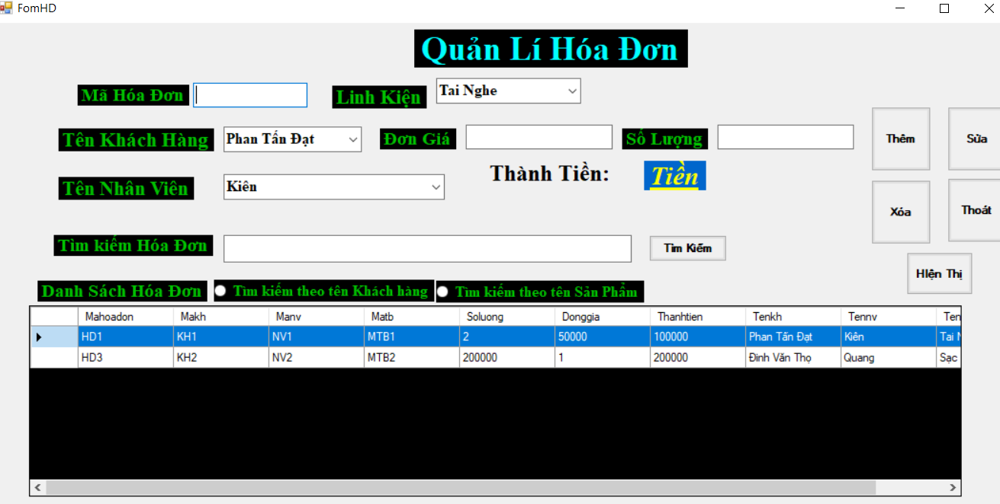 FomHD
Quản Lí Hóa Đơn
Mã Hóa Đơn Linh Kiện Tai Nghe
Tên Khách Hàng Phan Tấn Đạt Đơn Giá Số Lượng
Thêm Sửa
Thành Tiền: Tiền
Tên Nhân Viên Kiên
Xóa Thoát
Tìm kiếm Hóa Đơn Tìm Kiếm
HIện Thị
Danh Sách Hóa Đơn Tìm kiếm theo tên Khách hàng Tìm kiếm theo tên Sản Phẩm
Mahoadon Makh Manv Matb Soluong Donggia Thanhtien Tenkh Tennv Ten
HD1 KH1 NV1 MTB1 2 50000 100000 Phan Tấn Đạt Kiên Tai
HD3 KH2 NV2 MTB2 200000 1 200000 Đinh Văn Thọ Quang Sạc